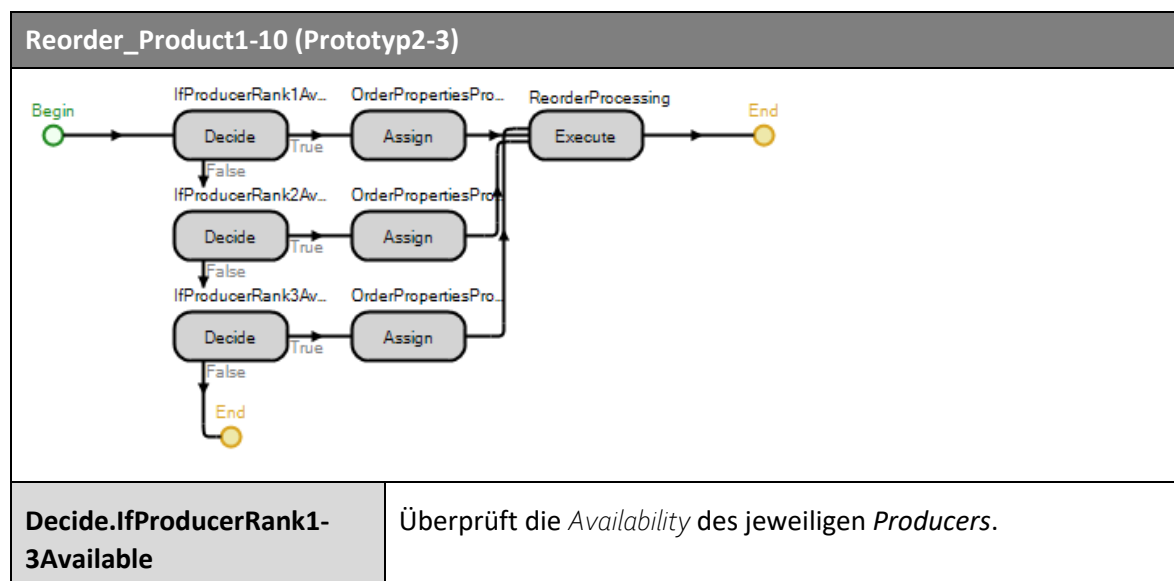 Reorder_Product1-10 (Prototyp2-3)
Begin
IfProducerRank1Av...
OrderPropertiesPro...
ReorderProcessing
End
Decide
True
Assign
Execute
False
IfProducerRank2Av...
OrderPropertiesPro...
Decide
True
Assign
False
IfProducerRank3Av...
OrderPropertiesPro...
Decide
True
Assign
False
End
Decide.IfProducerRank1-
3Available
Überprüft die Availability des jeweiligen Producers.